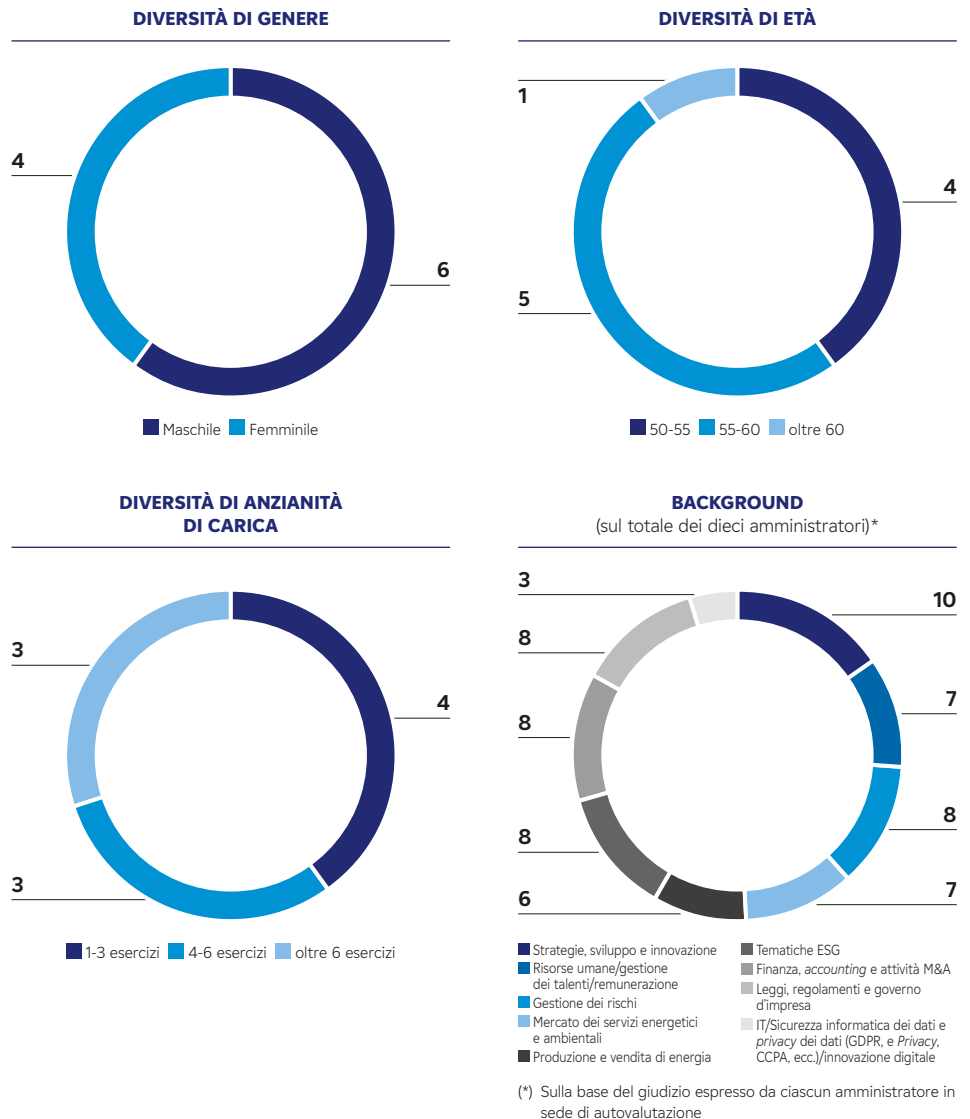 DIVERSITÀ DI GENERE
4
6
Maschile Femminile
DIVERSITÀ DI ETÀ
1
4
5
50-55 55-60 oltre 60
DIVERSITÀ DI ANZIANITÀ
DI CARICA
3
4
3
1-3 esercizi 4-6 esercizi oltre 6 esercizi
BACKGROUND
(sul totale dei dieci amministratori)*
3
10
8
7
8
8
8
7
6
Strategie, sviluppo e innovazione
Risorse umane/gestione
dei talenti/remunerazione
Gestione dei rischi
Mercato dei servizi energetici
e ambientali
Produzione e vendita di energia
Tematiche ESG
Finanza, accounting e attività M&A
Leggi, regolamenti e governo
d'impresa
IT/Sicurezza informatica dei dati e
privacy dei dati (GDPR, e Privacy,
CCPA, ecc.)/innovazione digitale
(*) Sulla base del giudizio espresso da ciascun amministratore in
sede di autovalutazione